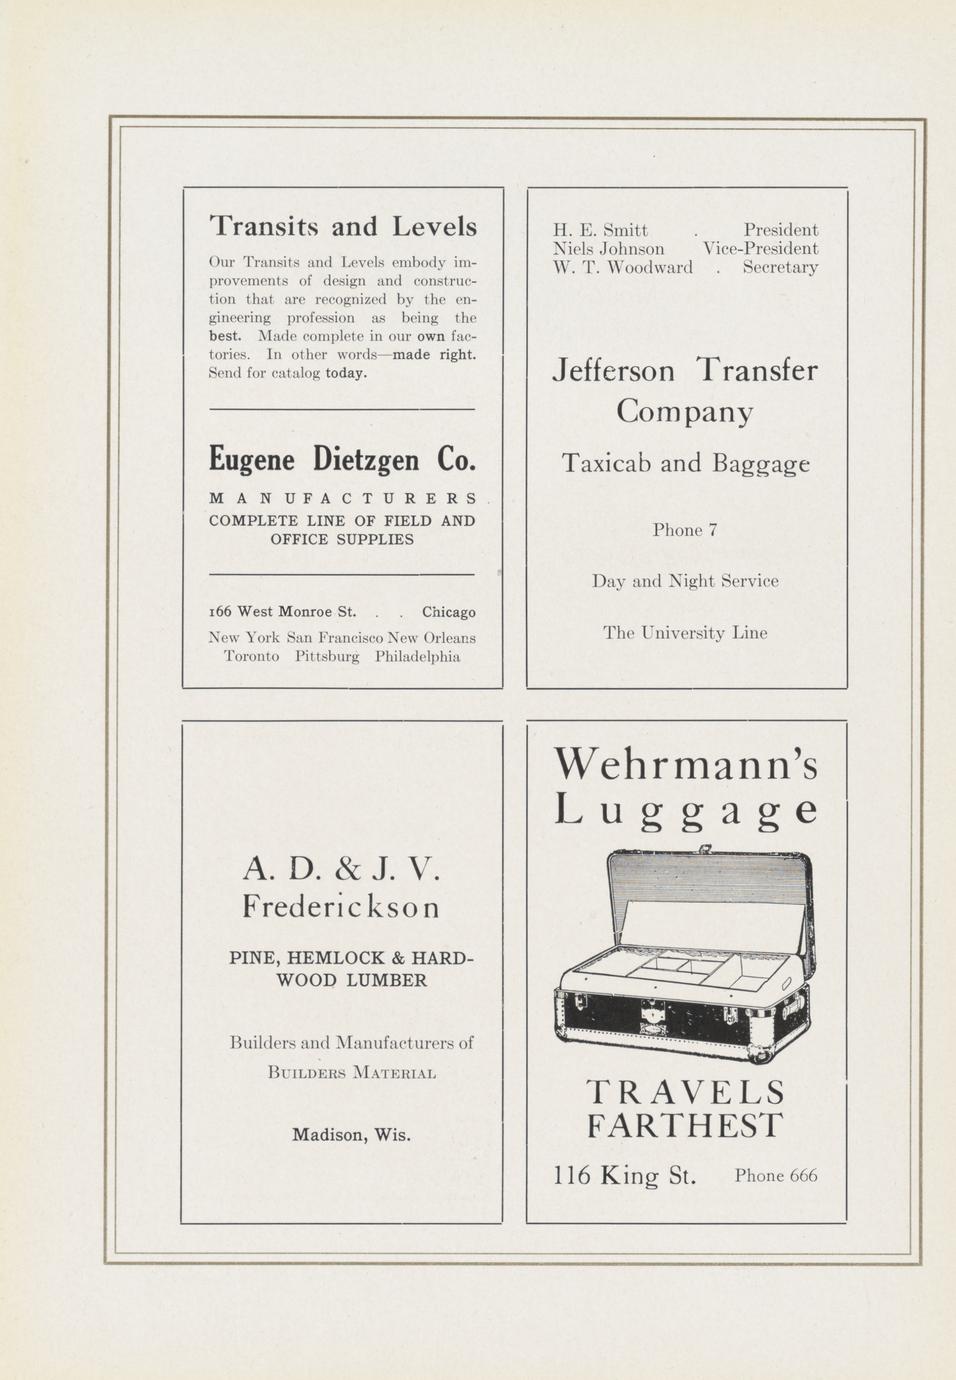 Transits and Levels
Our Transits and Levels embody im-
provements of design and construc-
tion that are recognized by the en-
gineering profession as being the
best. Made complete in our own fac-
tories. In other words—made right.
Send for catalog today.
Eugene Dietzgen Co.
MANUFACTURERS
COMPLETE LINE OF FIELD AND
OFFICE SUPPLIES
166 West Monroe St. . . Chicago
New York San Francisco New Orleans
Toronto Pittsburg Philadelphia
H. E. Smitt . President
Niels Johnson Vice-President
W. T. Woodward . Secretary
Jefferson Transfer
Company
Taxicab and Baggage
Phone 7
Day and Night Service
The University Line
A. D. & J. V.
Frederickson
PINE, HEMLOCK & HARD-
WOOD LUMBER
Builders and Manufacturers of
BUILDERS MATERIAL
Madison, Wis.
Wehrmann's
Luggage
TRAVELS
FARTHEST
116 King St. Phone 666